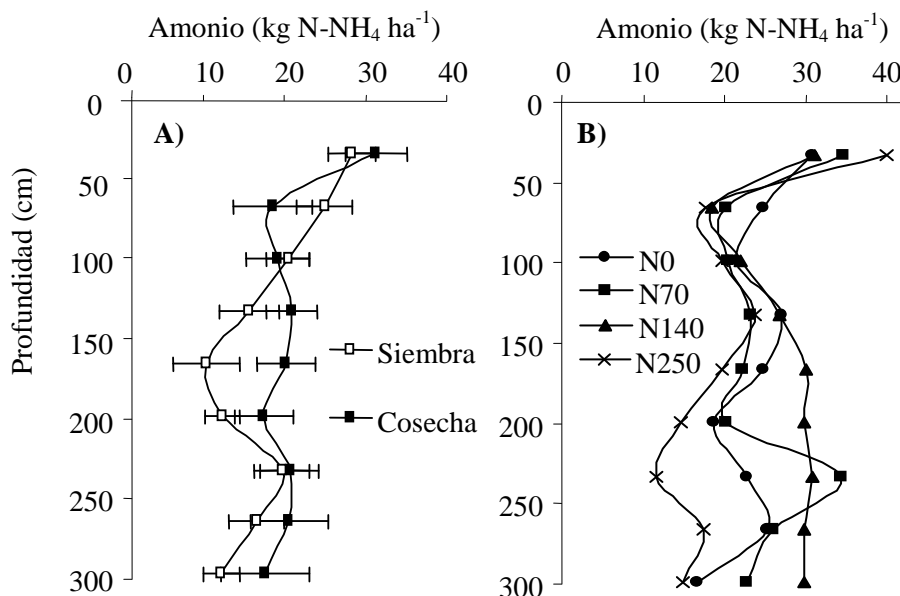 Amonio (kg N-NH₄ ha⁻¹)
0 10 20 30 40
Profundidad (cm)
0
50
100
150
200
250
300
A)
Siembra
Cosecha
Amonio (kg N-NH₄ ha⁻¹)
0 10 20 30 40
0
50
100
150
200
250
300
B)
N0
N70
N140
N250